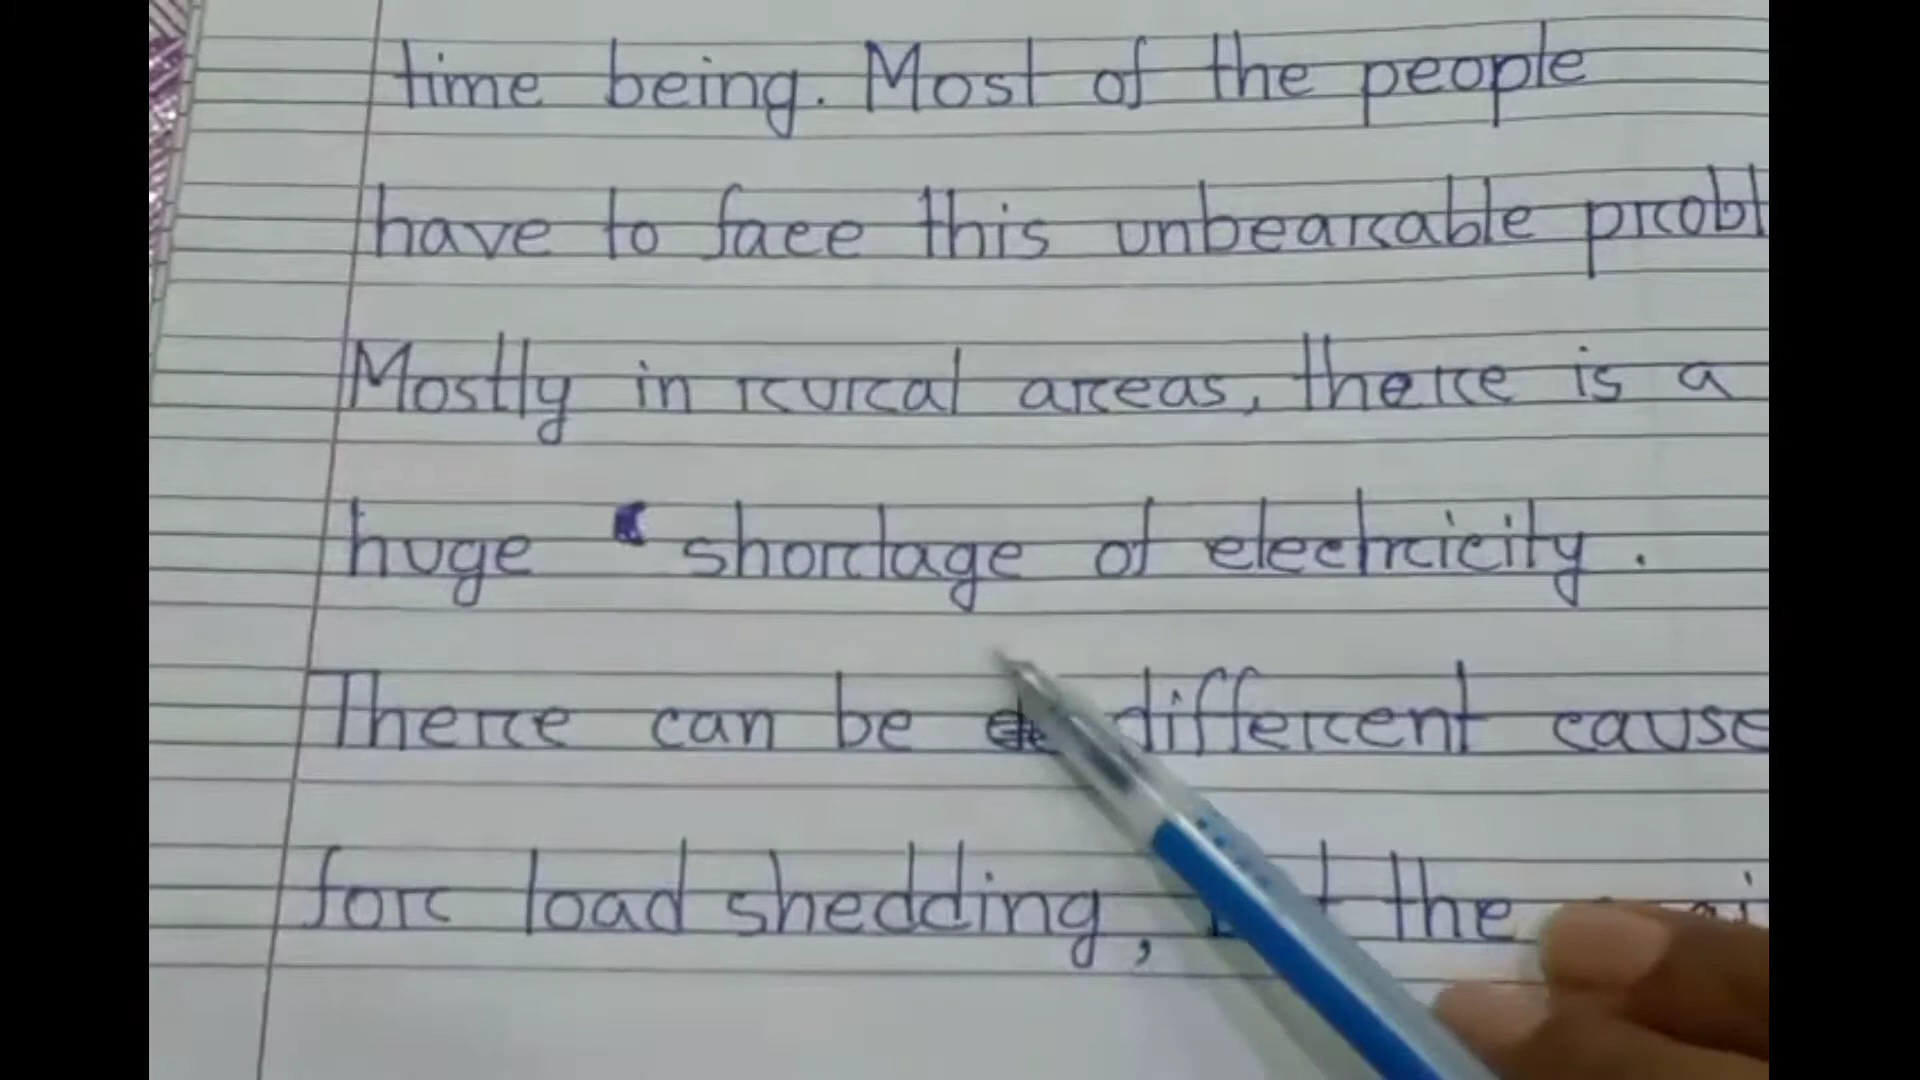 time being. Most of the people
have to face this unbearable probl
Mostly in rural areas, there is a
huge shortage of electricity.
There can be different cause
for load shedding, the